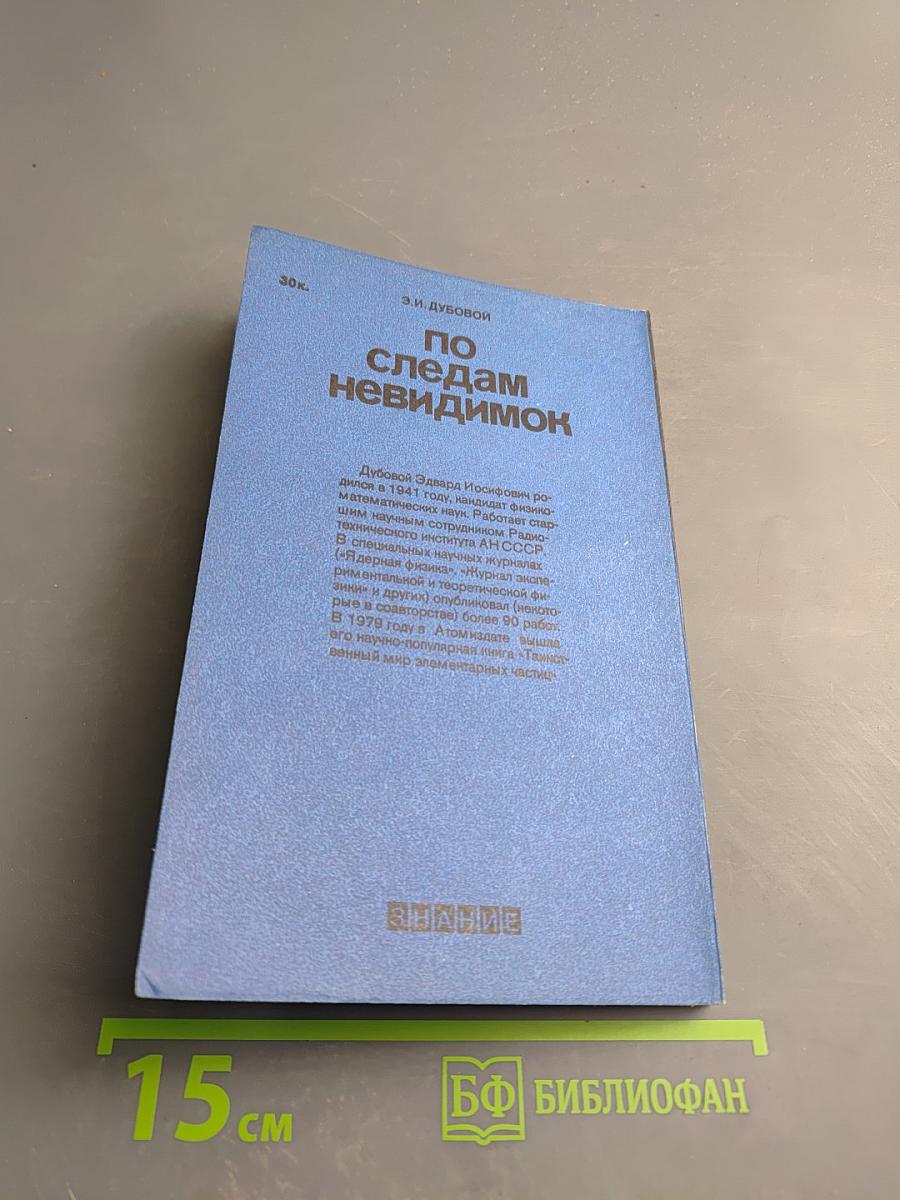 30к.
Э.И. ДУБОВОЙ
ПО
СЛЕДАМ
НЕВИДИМОК
Дубовой Эдвард Иосифович ро-
дился в 1941 году, кандидат физико-
математических наук. Работает стар-
шим научным сотрудником Радио-
технического института АН СССР.
В специальных научных журналах
(«Ядерная физика», «Журнал экспе-
риментальной и теоретической фи-
зики» и других) опубликовал (некото-
рые в соавторстве) более 90 работ.
В 1979 году в Атомиздате вышла
его научно-популярная книга «Таинст-
венный мир элементарных частиц»
ЗНАНИЕ
15 см
БФ БИБЛИОФАН